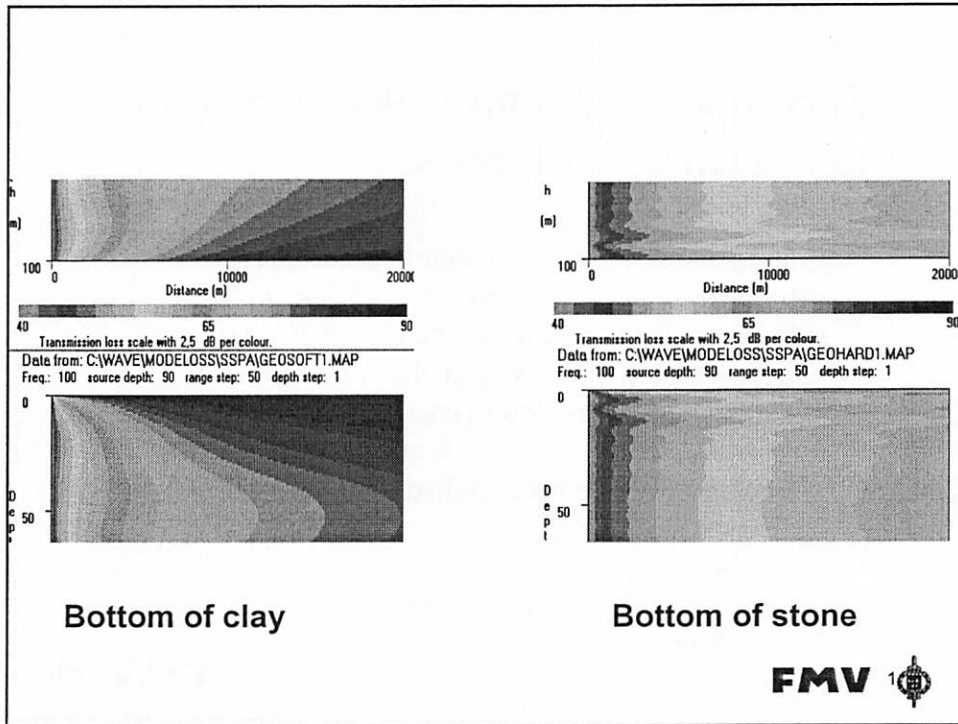 h
(m)
100
0 10000 20000
Distance (m)
40 65 90
Transmission loss scale with 2,5 dB per colour.
Data from: C:\WAVE\MODELOSS\SSPA\GEOSOFT1.MAP
Freq.: 100 source depth: 90 range step: 50 depth step: 1
0
D
e
p
50
Bottom of clay
h
(m)
100
0 10000 2000
Distance (m)
40 65 90
Transmission loss scale with 2,5 dB per colour.
Data from: C:\WAVE\MODELOSS\SSPA\GEOHARD1.MAP
Freq.: 100 source depth: 90 range step: 50 depth step: 1
0
D
e
p
t
50
Bottom of stone
FMV 1